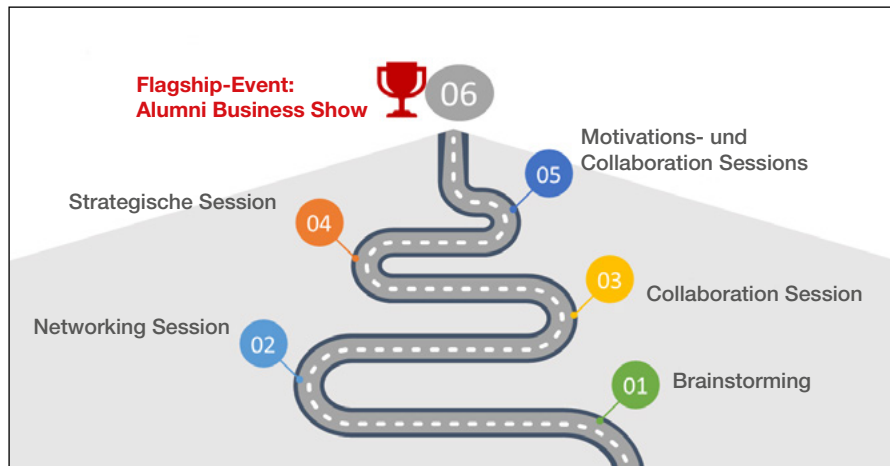 Flagship-Event:
Alumni Business Show
06
Motivations- und
Collaboration Sessions
05
Strategische Session
04
03
Collaboration Session
Networking Session
02
01
Brainstorming